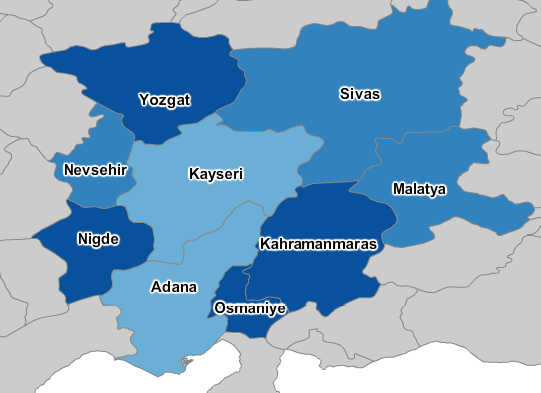 Yozgat
Sivas
Nevsehir
Kayseri
Malatya
Nigde
Kahramanmaras
Adana
Osmaniye